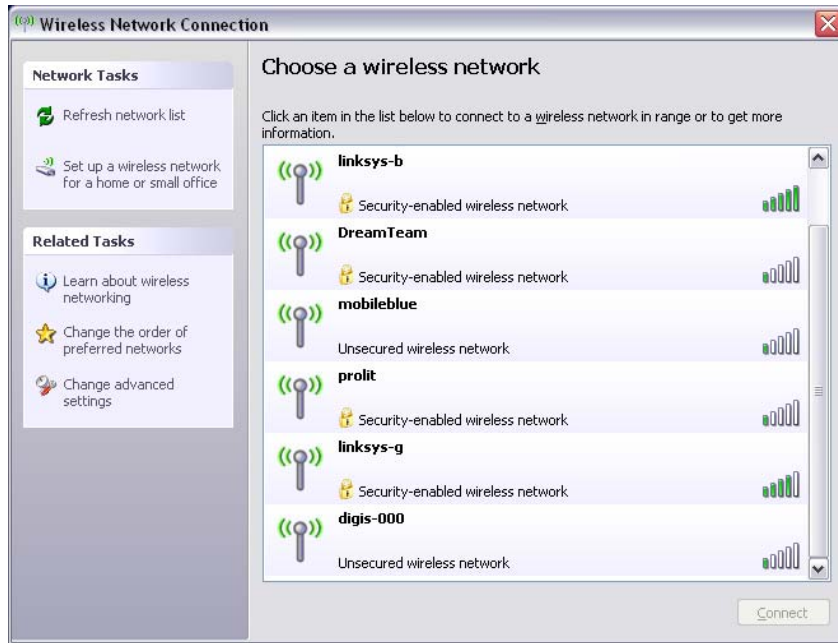 Wireless Network Connection
Network Tasks
Refresh network list
Set up a wireless network
for a home or small office
Related Tasks
Learn about wireless
networking
Change the order of
preferred networks
Change advanced
settings
Choose a wireless network
Click an item in the list below to connect to a wireless network in range or to get more
information.
linksys-b
Security-enabled wireless network
DreamTeam
Security-enabled wireless network
mobileblue
Unsecured wireless network
prolit
Security-enabled wireless network
linksys-g
Security-enabled wireless network
digis-000
Unsecured wireless network
Connect